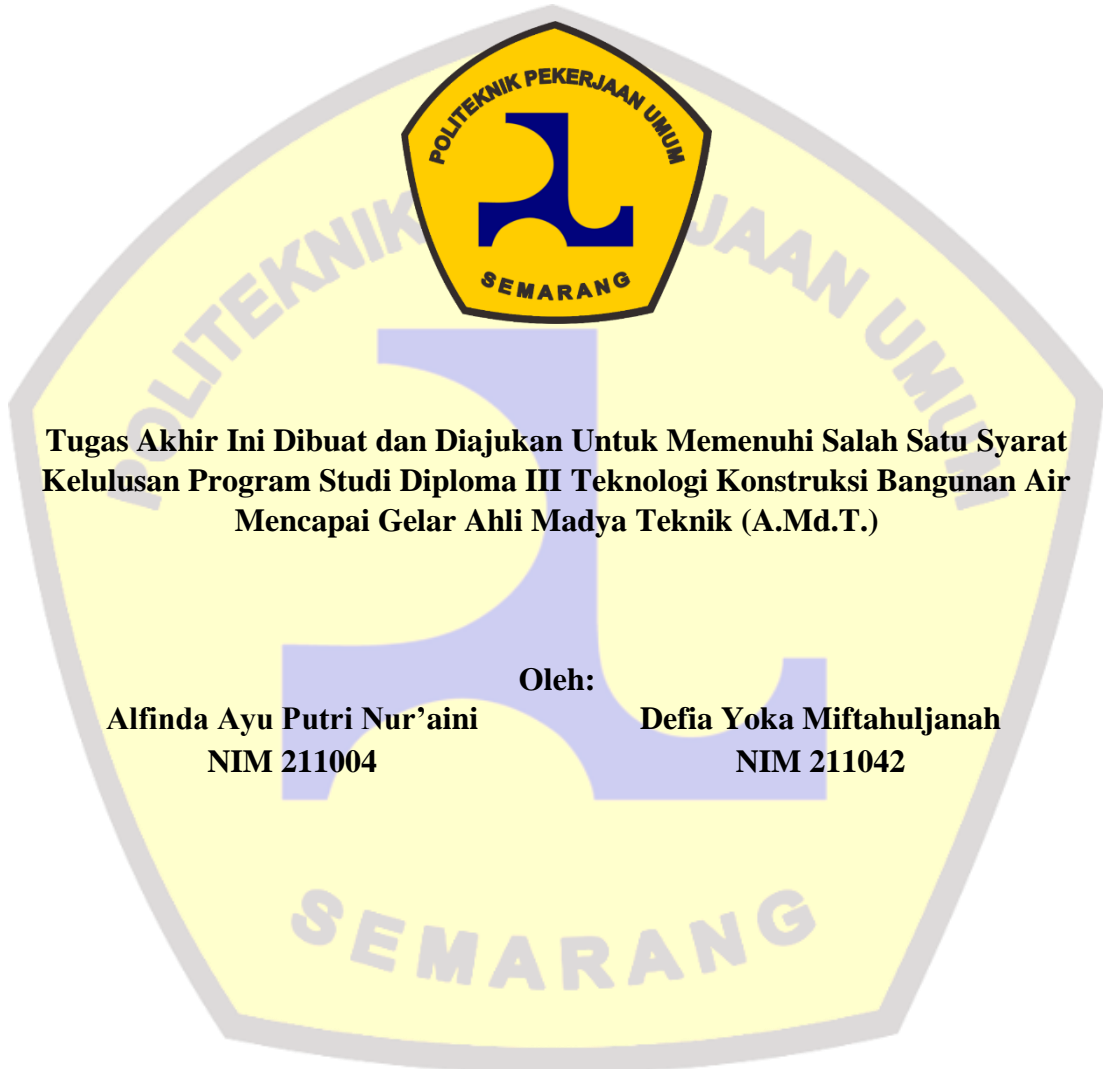 POLITEKNIK PEKERJAAN UMUM
SEMARANG
Tugas Akhir Ini Dibuat dan Diajukan Untuk Memenuhi Salah Satu Syarat
Kelulusan Program Studi Diploma III Teknologi Konstruksi Bangunan Air
Mencapai Gelar Ahli Madya Teknik (A.Md.T.)
Oleh:
Alfinda Ayu Putri Nur’aini Defia Yoka Miftahuljanah
NIM 211004 NIM 211042
SEMARANG